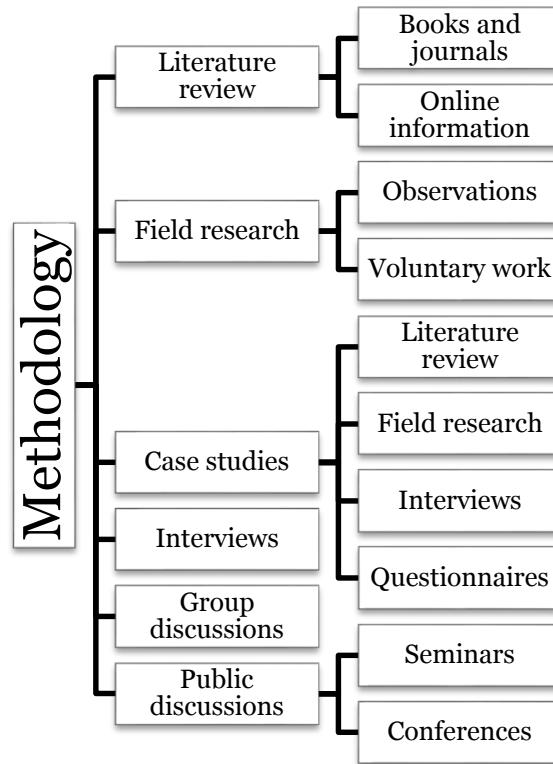 Methodology
Literature
review
Books and
journals
Online
information
Field research
Observations
Voluntary work
Case studies
Literature
review
Field research
Interviews
Questionnaires
Interviews
Group
discussions
Public
discussions
Seminars
Conferences